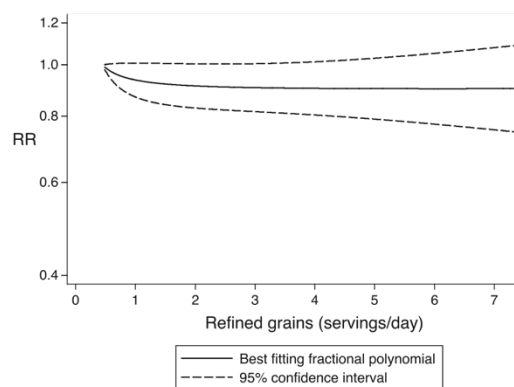 1.2
1.0
0.8
RR
0.6
0.4
0 1 2 3 4 5 6 7
Refined grains (servings/day)
Best fitting fractional polynomial
95% confidence interval